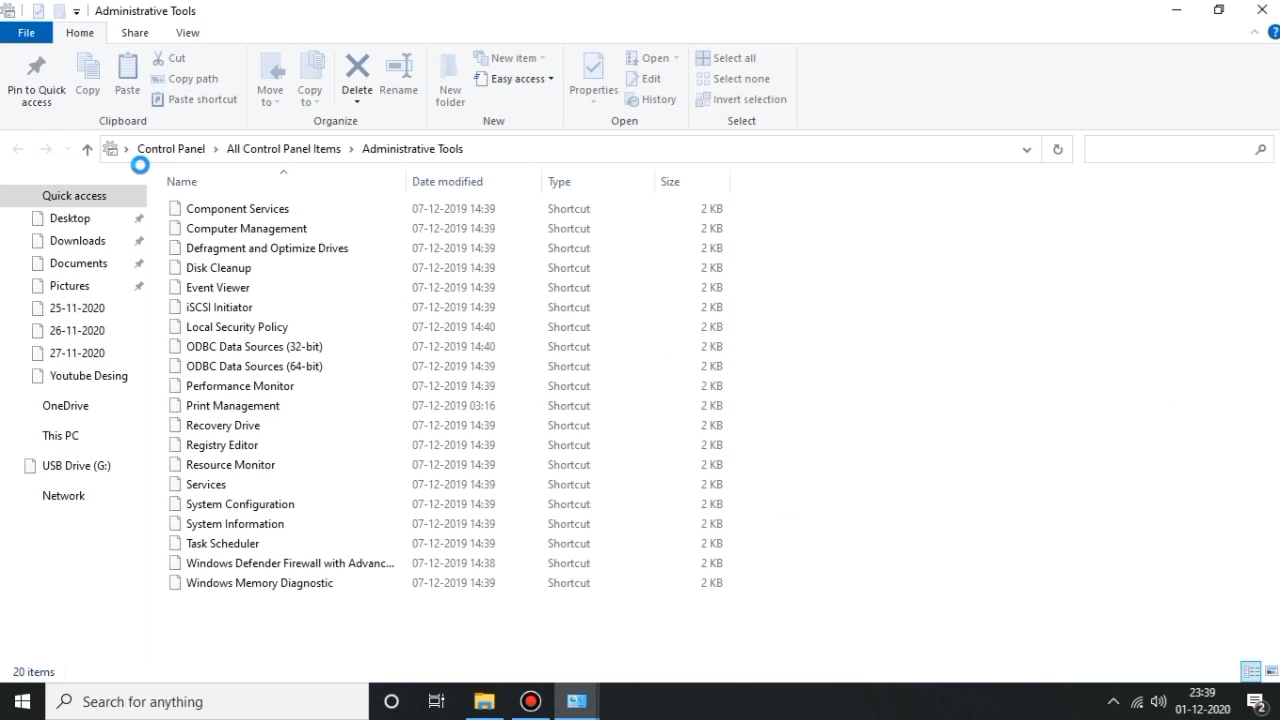 Administrative Tools
File Home Share View
Pin to Quick access
Copy
Paste
Cut
Copy path
Paste shortcut
Clipboard
Move to
Copy to
Delete
Rename
Organize
New folder
New item
Easy access
New
Properties
Open
Edit
History
Open
Select all
Select none
Invert selection
Select
Control Panel > All Control Panel Items > Administrative Tools
Name Date modified Type Size
Quick access
Desktop
Downloads
Documents
Pictures
25-11-2020
26-11-2020
27-11-2020
Youtube Desing
OneDrive
This PC
USB Drive (G:)
Network
Component Services 07-12-2019 14:39 Shortcut 2 KB
Computer Management 07-12-2019 14:39 Shortcut 2 KB
Defragment and Optimize Drives 07-12-2019 14:39 Shortcut 2 KB
Disk Cleanup 07-12-2019 14:39 Shortcut 2 KB
Event Viewer 07-12-2019 14:39 Shortcut 2 KB
iSCSI Initiator 07-12-2019 14:39 Shortcut 2 KB
Local Security Policy 07-12-2019 14:40 Shortcut 2 KB
ODBC Data Sources (32-bit) 07-12-2019 14:40 Shortcut 2 KB
ODBC Data Sources (64-bit) 07-12-2019 14:39 Shortcut 2 KB
Performance Monitor 07-12-2019 14:39 Shortcut 2 KB
Print Management 07-12-2019 03:16 Shortcut 2 KB
Recovery Drive 07-12-2019 14:39 Shortcut 2 KB
Registry Editor 07-12-2019 14:39 Shortcut 2 KB
Resource Monitor 07-12-2019 14:39 Shortcut 2 KB
Services 07-12-2019 14:39 Shortcut 2 KB
System Configuration 07-12-2019 14:39 Shortcut 2 KB
System Information 07-12-2019 14:39 Shortcut 2 KB
Task Scheduler 07-12-2019 14:39 Shortcut 2 KB
Windows Defender Firewall with Advanc... 07-12-2019 14:38 Shortcut 2 KB
Windows Memory Diagnostic 07-12-2019 14:39 Shortcut 2 KB
20 items
Search for anything
23:39
01-12-2020
2